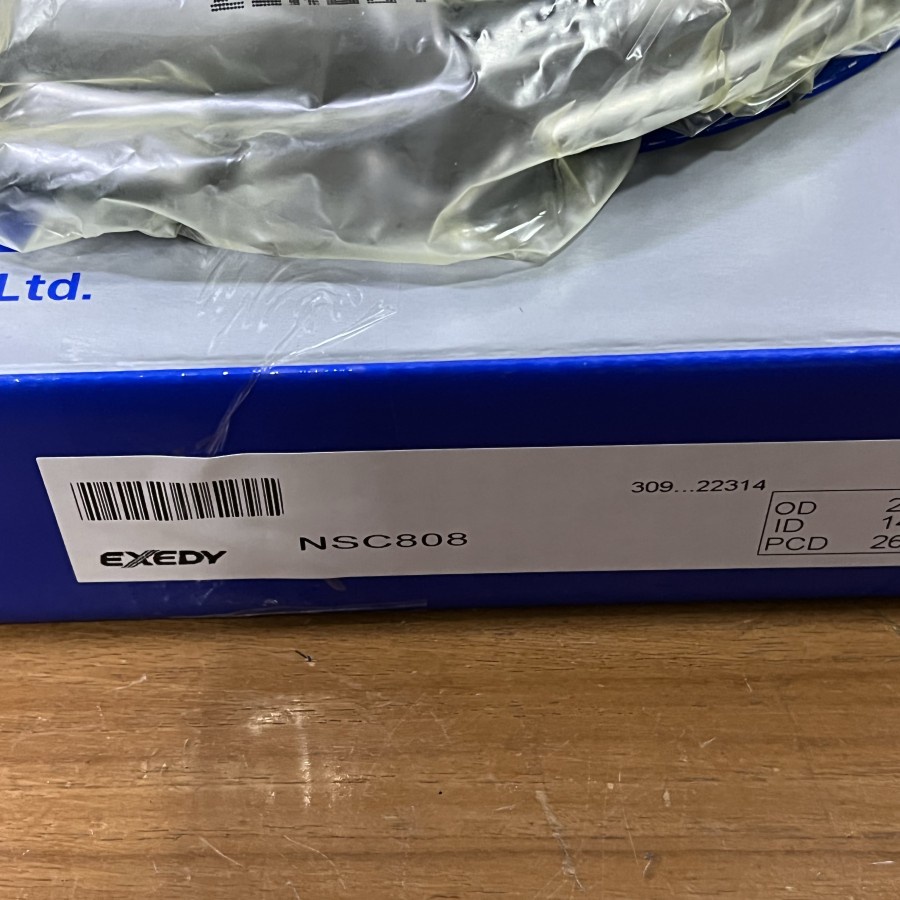 Ltd.
309...22314
EXEDY
NSC808
OD
ID
PCD